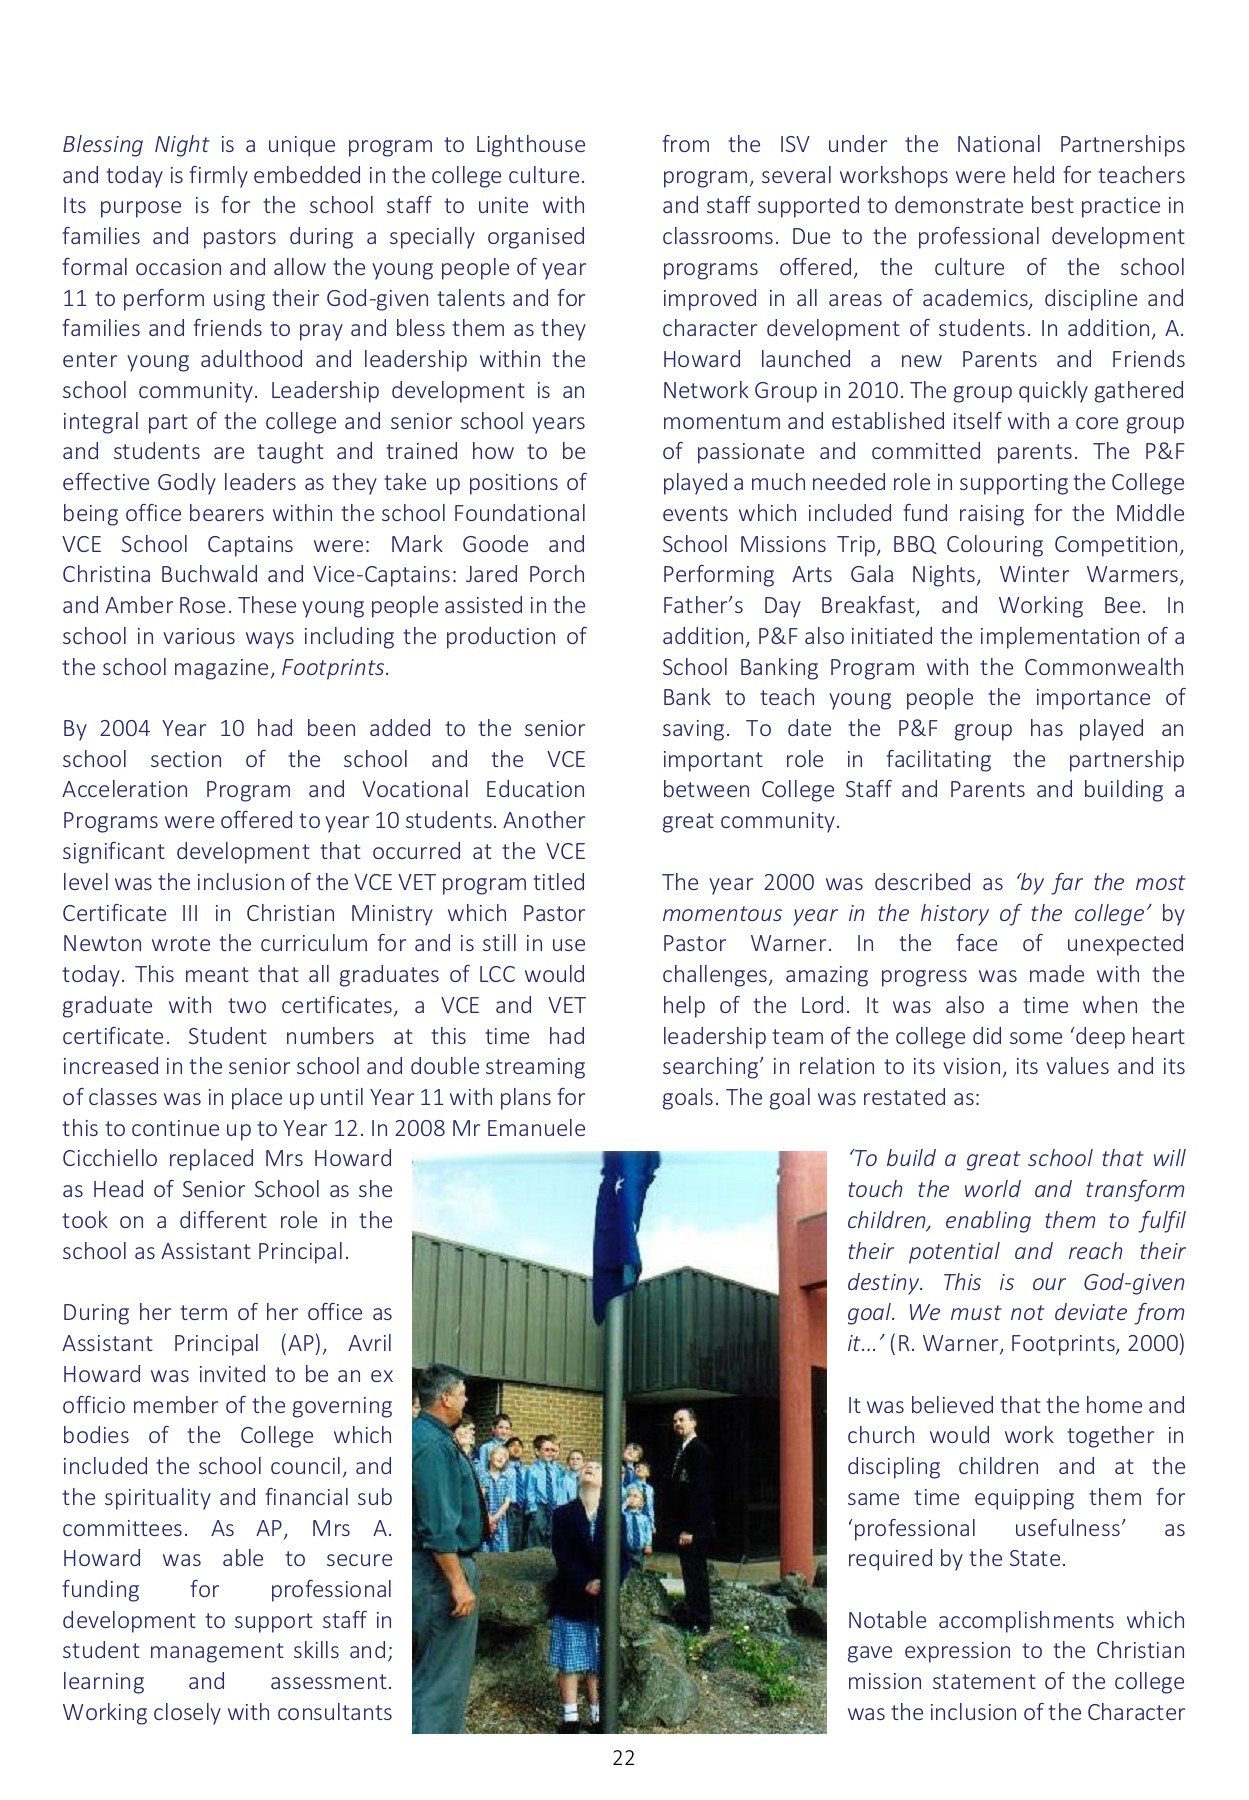 Blessing Night is a unique program to Lighthouse
and today is firmly embedded in the college culture.
Its purpose is for the school staff to unite with
families and pastors during a specially organised
formal occasion and allow the young people of year
11 to perform using their God-given talents and for
families and friends to pray and bless them as they
enter young adulthood and leadership within the
school community. Leadership development is an
integral part of the college and senior school years
and students are taught and trained how to be
effective Godly leaders as they take up positions of
being office bearers within the school Foundational
VCE School Captains were: Mark Goode and
Christina Buchwald and Vice-Captains: Jared Porch
and Amber Rose. These young people assisted in the
school in various ways including the production of
the school magazine, Footprints.

By 2004 Year 10 had been added to the senior
school section of the school and the VCE
Acceleration Program and Vocational Education
Programs were offered to year 10 students. Another
significant development that occurred at the VCE
level was the inclusion of the VCE VET program titled
Certificate III in Christian Ministry which Pastor
Newton wrote the curriculum for and is still in use
today. This meant that all graduates of LCC would
graduate with two certificates, a VCE and VET
certificate. Student numbers at this time had
increased in the senior school and double streaming
of classes was in place up until Year 11 with plans for
this to continue up to Year 12. In 2008 Mr Emanuele
Cicchiello replaced Mrs Howard
as Head of Senior School as she
took on a different role in the
school as Assistant Principal.

During her term of her office as
Assistant Principal (AP), Avril
Howard was invited to be an ex
officio member of the governing
bodies of the College which
included the school council, and
the spirituality and financial sub
committees. As AP, Mrs A.
Howard was able to secure
funding for professional
development to support staff in
student management skills and;
learning and assessment.
Working closely with consultants
from the ISV under the National Partnerships
program, several workshops were held for teachers
and staff supported to demonstrate best practice in
classrooms. Due to the professional development
programs offered, the culture of the school
improved in all areas of academics, discipline and
character development of students. In addition, A.
Howard launched a new Parents and Friends
Network Group in 2010. The group quickly gathered
momentum and established itself with a core group
of passionate and committed parents. The P&F
played a much needed role in supporting the College
events which included fund raising for the Middle
School Missions Trip, BBQ Colouring Competition,
Performing Arts Gala Nights, Winter Warmers,
Father’s Day Breakfast, and Working Bee. In
addition, P&F also initiated the implementation of a
School Banking Program with the Commonwealth
Bank to teach young people the importance of
saving. To date the P&F group has played an
important role in facilitating the partnership
between College Staff and Parents and building a
great community.

The year 2000 was described as ‘by far the most
momentous year in the history of the college’ by
Pastor Warner. In the face of unexpected
challenges, amazing progress was made with the
help of the Lord. It was also a time when the
leadership team of the college did some ‘deep heart
searching’ in relation to its vision, its values and its
goals. The goal was restated as:

‘To build a great school that will
touch the world and transform
children, enabling them to fulfil
their potential and reach their
destiny. This is our God-given
goal. We must not deviate from
it…’ (R. Warner, Footprints, 2000)

It was believed that the home and
church would work together in
discipling children and at the
same time equipping them for
‘professional usefulness’ as
required by the State.

Notable accomplishments which
gave expression to the Christian
mission statement of the college
was the inclusion of the Character
22